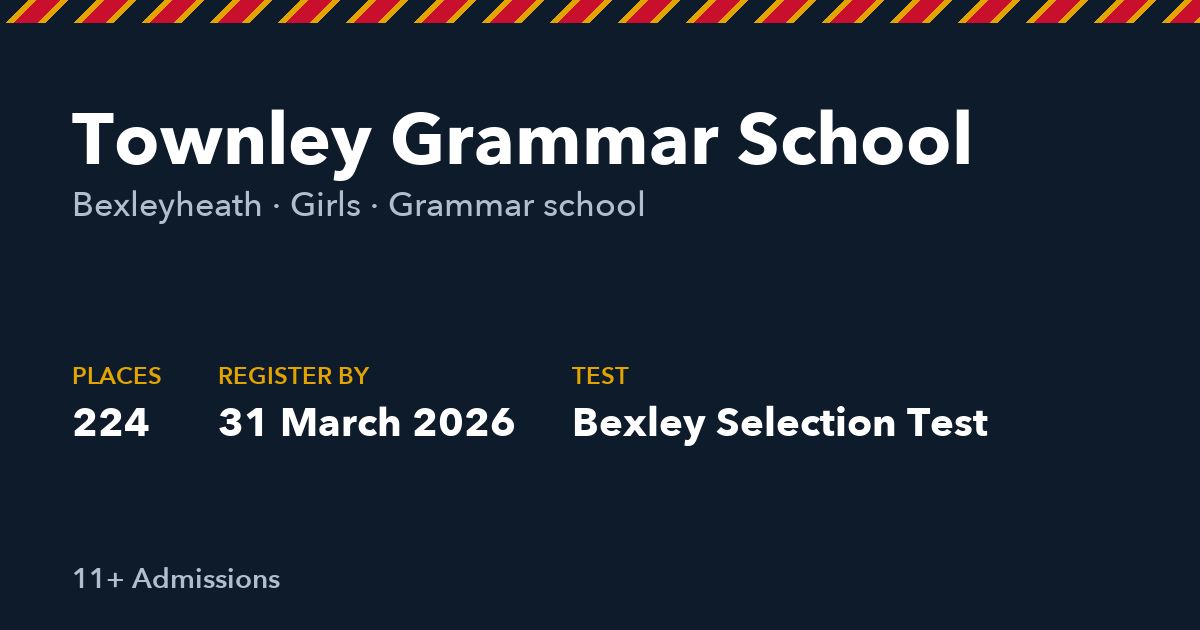 Townley Grammar School
Bexleyheath · Girls · Grammar school
PLACES
224
REGISTER BY
31 March 2026
TEST
Bexley Selection Test
11+ Admissions